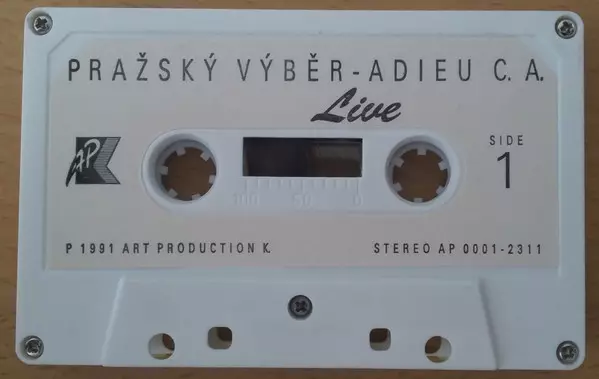 PRAŽSKÝ VÝBĚR - ADIEU C. A.
Live
AP
SIDE
1
100 50 0
P 1991 ART PRODUCTION K.
STEREO AP 0001-2311